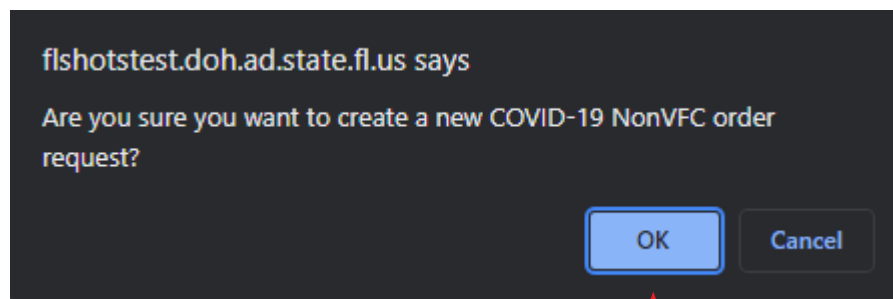 flshotstest.doh.ad.state.fl.us says
Are you sure you want to create a new COVID-19 NonVFC order
request?
OK
Cancel